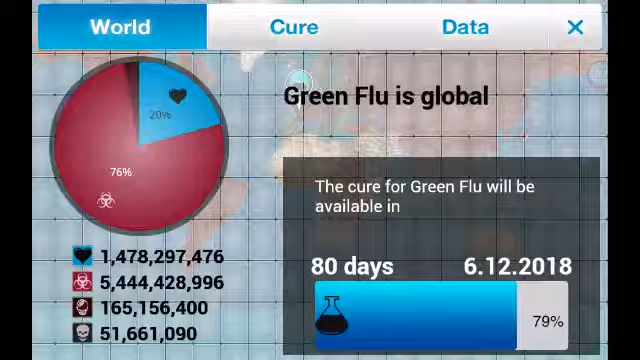 World
Cure
Data
Green Flu is global
20%
76%
The cure for Green Flu will be
available in
80 days
6.12.2018
79%
1,478,297,476
5,444,428,996
165,156,400
51,661,090